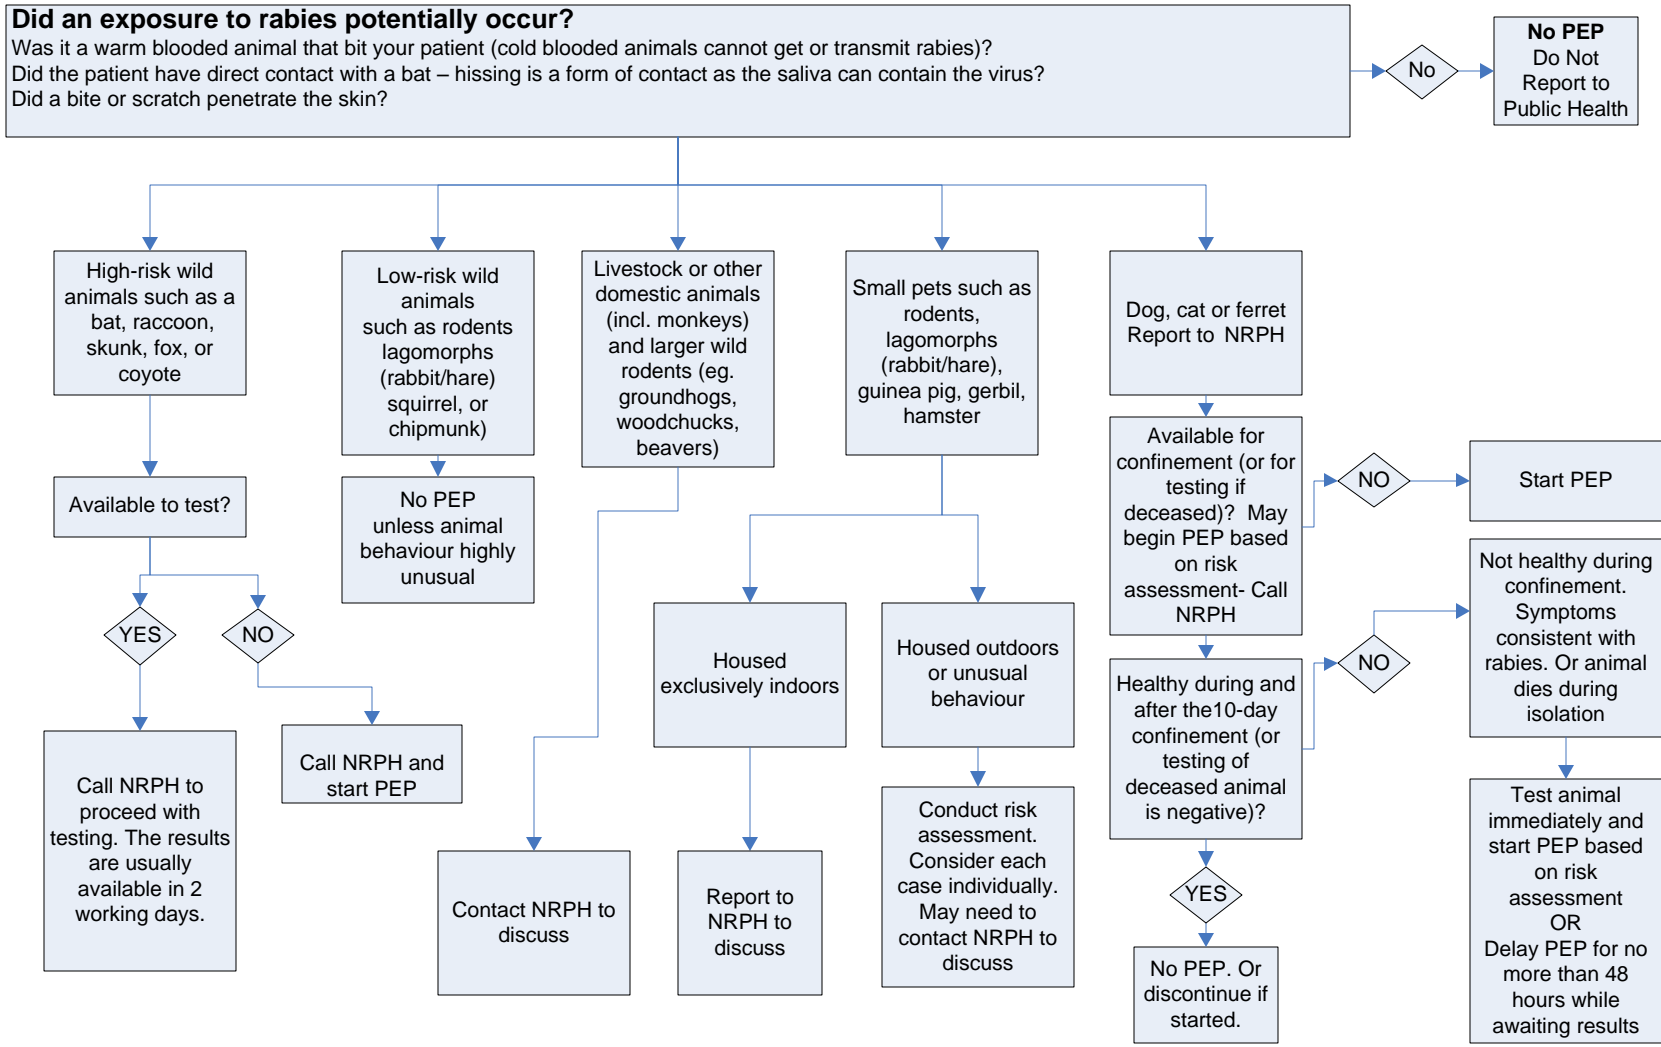 Did an exposure to rabies potentially occur?
Was it a warm blooded animal that bit your patient (cold blooded animals cannot get or transmit rabies)?
Did the patient have direct contact with a bat – hissing is a form of contact as the saliva can contain the virus?
Did a bite or scratch penetrate the skin?
No
No PEP
Do Not
Report to
Public Health
High-risk wild
animals such as a
bat, raccoon,
skunk, fox, or
coyote
Available to test?
YES
NO
Call NRPH to
proceed with
testing. The results
are usually
available in 2
working days.
Call NRPH and
start PEP
Low-risk wild
animals
such as rodents
lagomorphs
(rabbit/hare)
squirrel, or
chipmunk)
No PEP
unless animal
behaviour highly
unusual
Livestock or other
domestic animals
(incl. monkeys)
and larger wild
rodents (eg.
groundhogs,
woodchucks,
beavers)
Contact NRPH to
discuss
Small pets such as
rodents,
lagomorphs
(rabbit/hare),
guinea pig, gerbil,
hamster
Housed
exclusively indoors
Report to
NRPH to
discuss
Housed outdoors
or unusual
behaviour
Conduct risk
assessment.
Consider each
case individually.
May need to
contact NRPH to
discuss
Dog, cat or ferret
Report to NRPH
Available for
confinement (or for
testing if
deceased)? May
begin PEP based
on risk
assessment- Call
NRPH
NO
Start PEP
Healthy during and
after the10-day
confinement (or
testing of
deceased animal
is negative)?
NO
Not healthy during
confinement.
Symptoms
consistent with
rabies. Or animal
dies during
isolation
Test animal
immediately and
start PEP based
on risk
assessment
OR
Delay PEP for no
more than 48
hours while
awaiting results
YES
No PEP. Or
discontinue if
started.